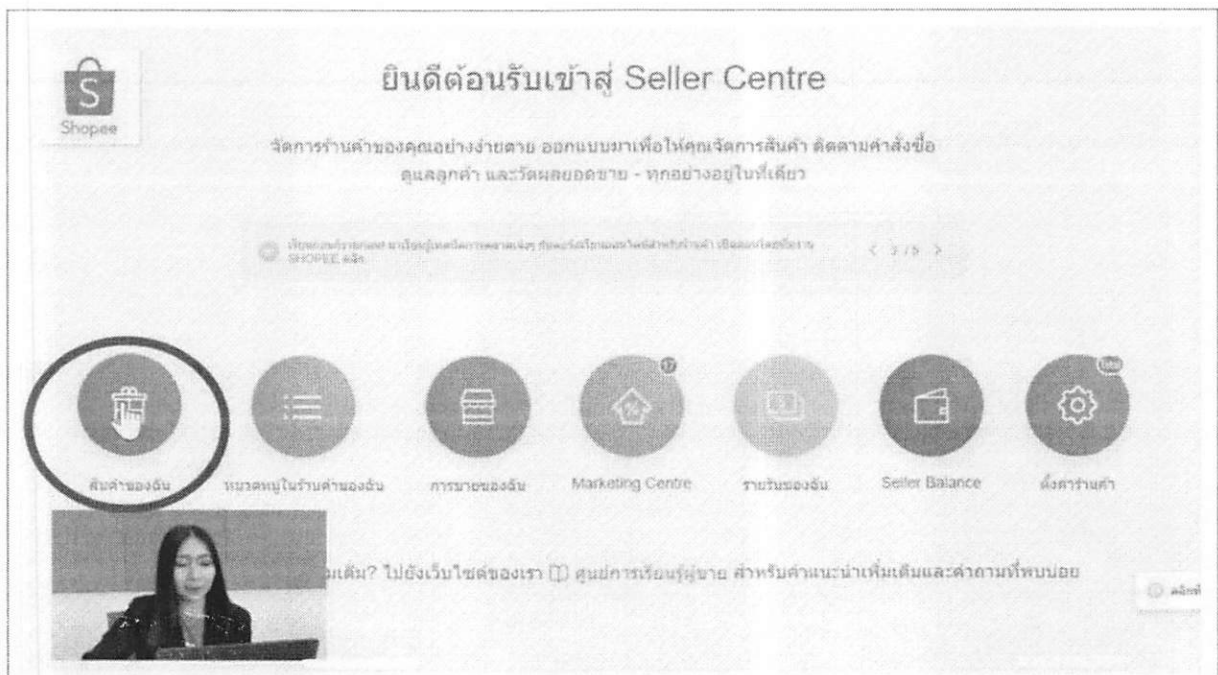 S
Shopee
ยินดีต้อนรับเข้าสู่ Seller Centre
จัดการร้านค้าของคุณอย่างง่ายดาย ออกแบบมาเพื่อให้คุณจัดการสินค้า ติดตามคำสั่งซื้อ
ดูแลลูกค้า และวัดผลยอดขาย - ทุกอย่างอยู่ในที่เดียว
SHOPEE คลิก
< 3 / 5 >
17
New
สินค้าของฉัน
หมวดหมู่ในร้านค้าของฉัน
การขายของฉัน
Marketing Centre
รายรับของฉัน
Seller Balance
ตั้งค่าร้านค้า
ไปยังเว็บไซต์ของเรา ศูนย์การเรียนรู้ผู้ขาย สำหรับคำแนะนำเพิ่มเติมและคำถามที่พบบ่อย